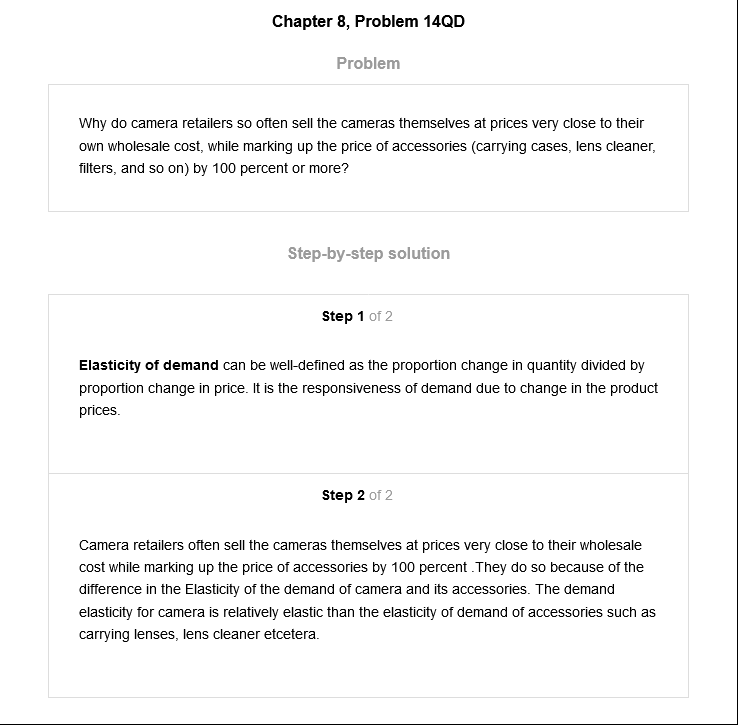 Chapter 8, Problem 14QD
Problem
Why do camera retailers so often sell the cameras themselves at prices very close to their
own wholesale cost, while marking up the price of accessories (carrying cases, lens cleaner,
filters, and so on) by 100 percent or more?
Step-by-step solution
Step 1 of 2
Elasticity of demand can be well-defined as the proportion change in quantity divided by
proportion change in price. It is the responsiveness of demand due to change in the product
prices.
Step 2 of 2
Camera retailers often sell the cameras themselves at prices very close to their wholesale
cost while marking up the price of accessories by 100 percent .They do so because of the
difference in the Elasticity of the demand of camera and its accessories. The demand
elasticity for camera is relatively elastic than the elasticity of demand of accessories such as
carrying lenses, lens cleaner etcetera.